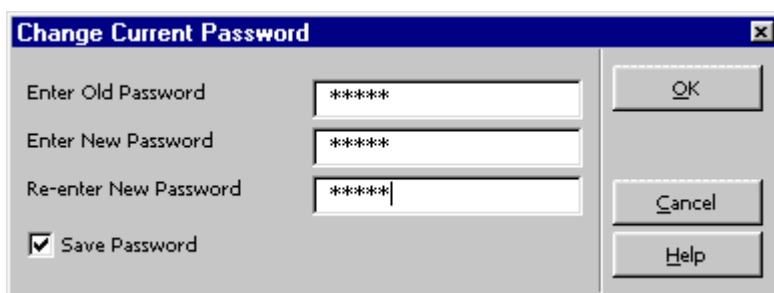 Change Current Password
Enter Old Password *****
OK
Enter New Password *****
Re-enter New Password *****
Cancel
Save Password
Help